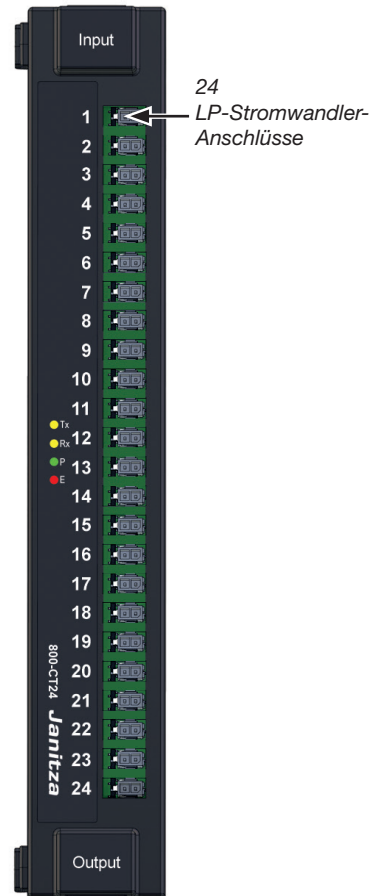 Input
24
LP-Stromwandler-
Anschlüsse
1
2
3
4
5
6
7
8
9
10
11
Tx
Rx 12
P 13
E
14
15
16
17
18
19
20
21
22
23
24
800-CT24 Janitza
Output